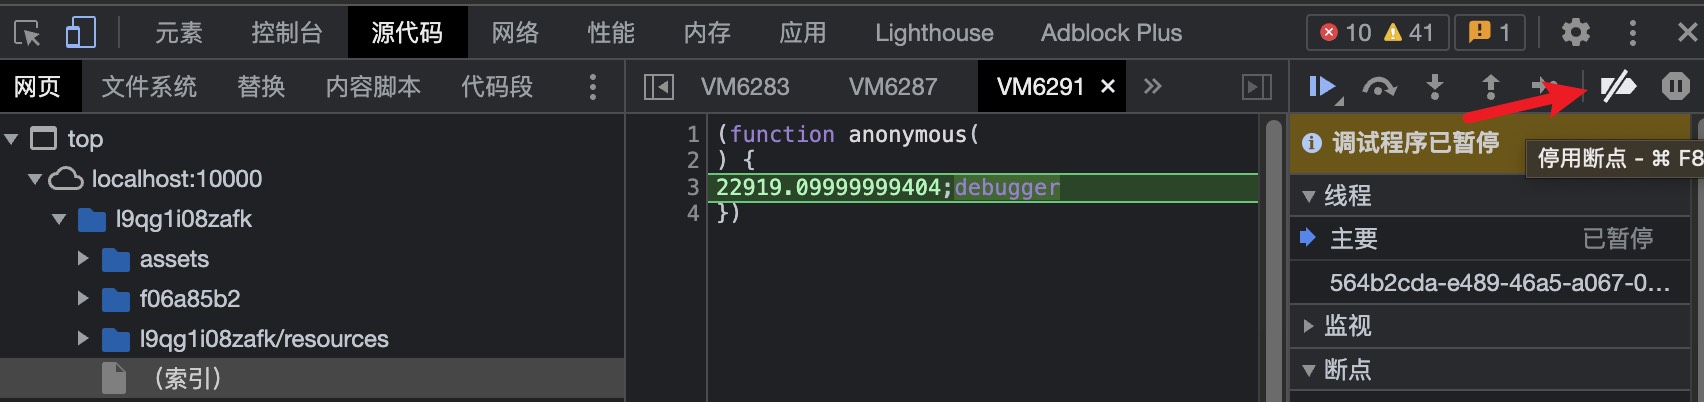 元素 控制台 源代码 网络 性能 内存 应用 Lighthouse Adblock Plus 10 41 1
网页 文件系统 替换 内容脚本 代码段 VM6283 VM6287 VM6291
top
localhost:10000
l9qg1i08zafk
assets
f06a85b2
l9qg1i08zafk/resources
(索引)
1 (function anonymous(
2 ) {
3 22919.09999999404;debugger
4 })
调试程序已暂停
停用断点 - ⌘ F8
线程
主要 已暂停
564b2cda-e489-46a5-a067-0...
监视
断点